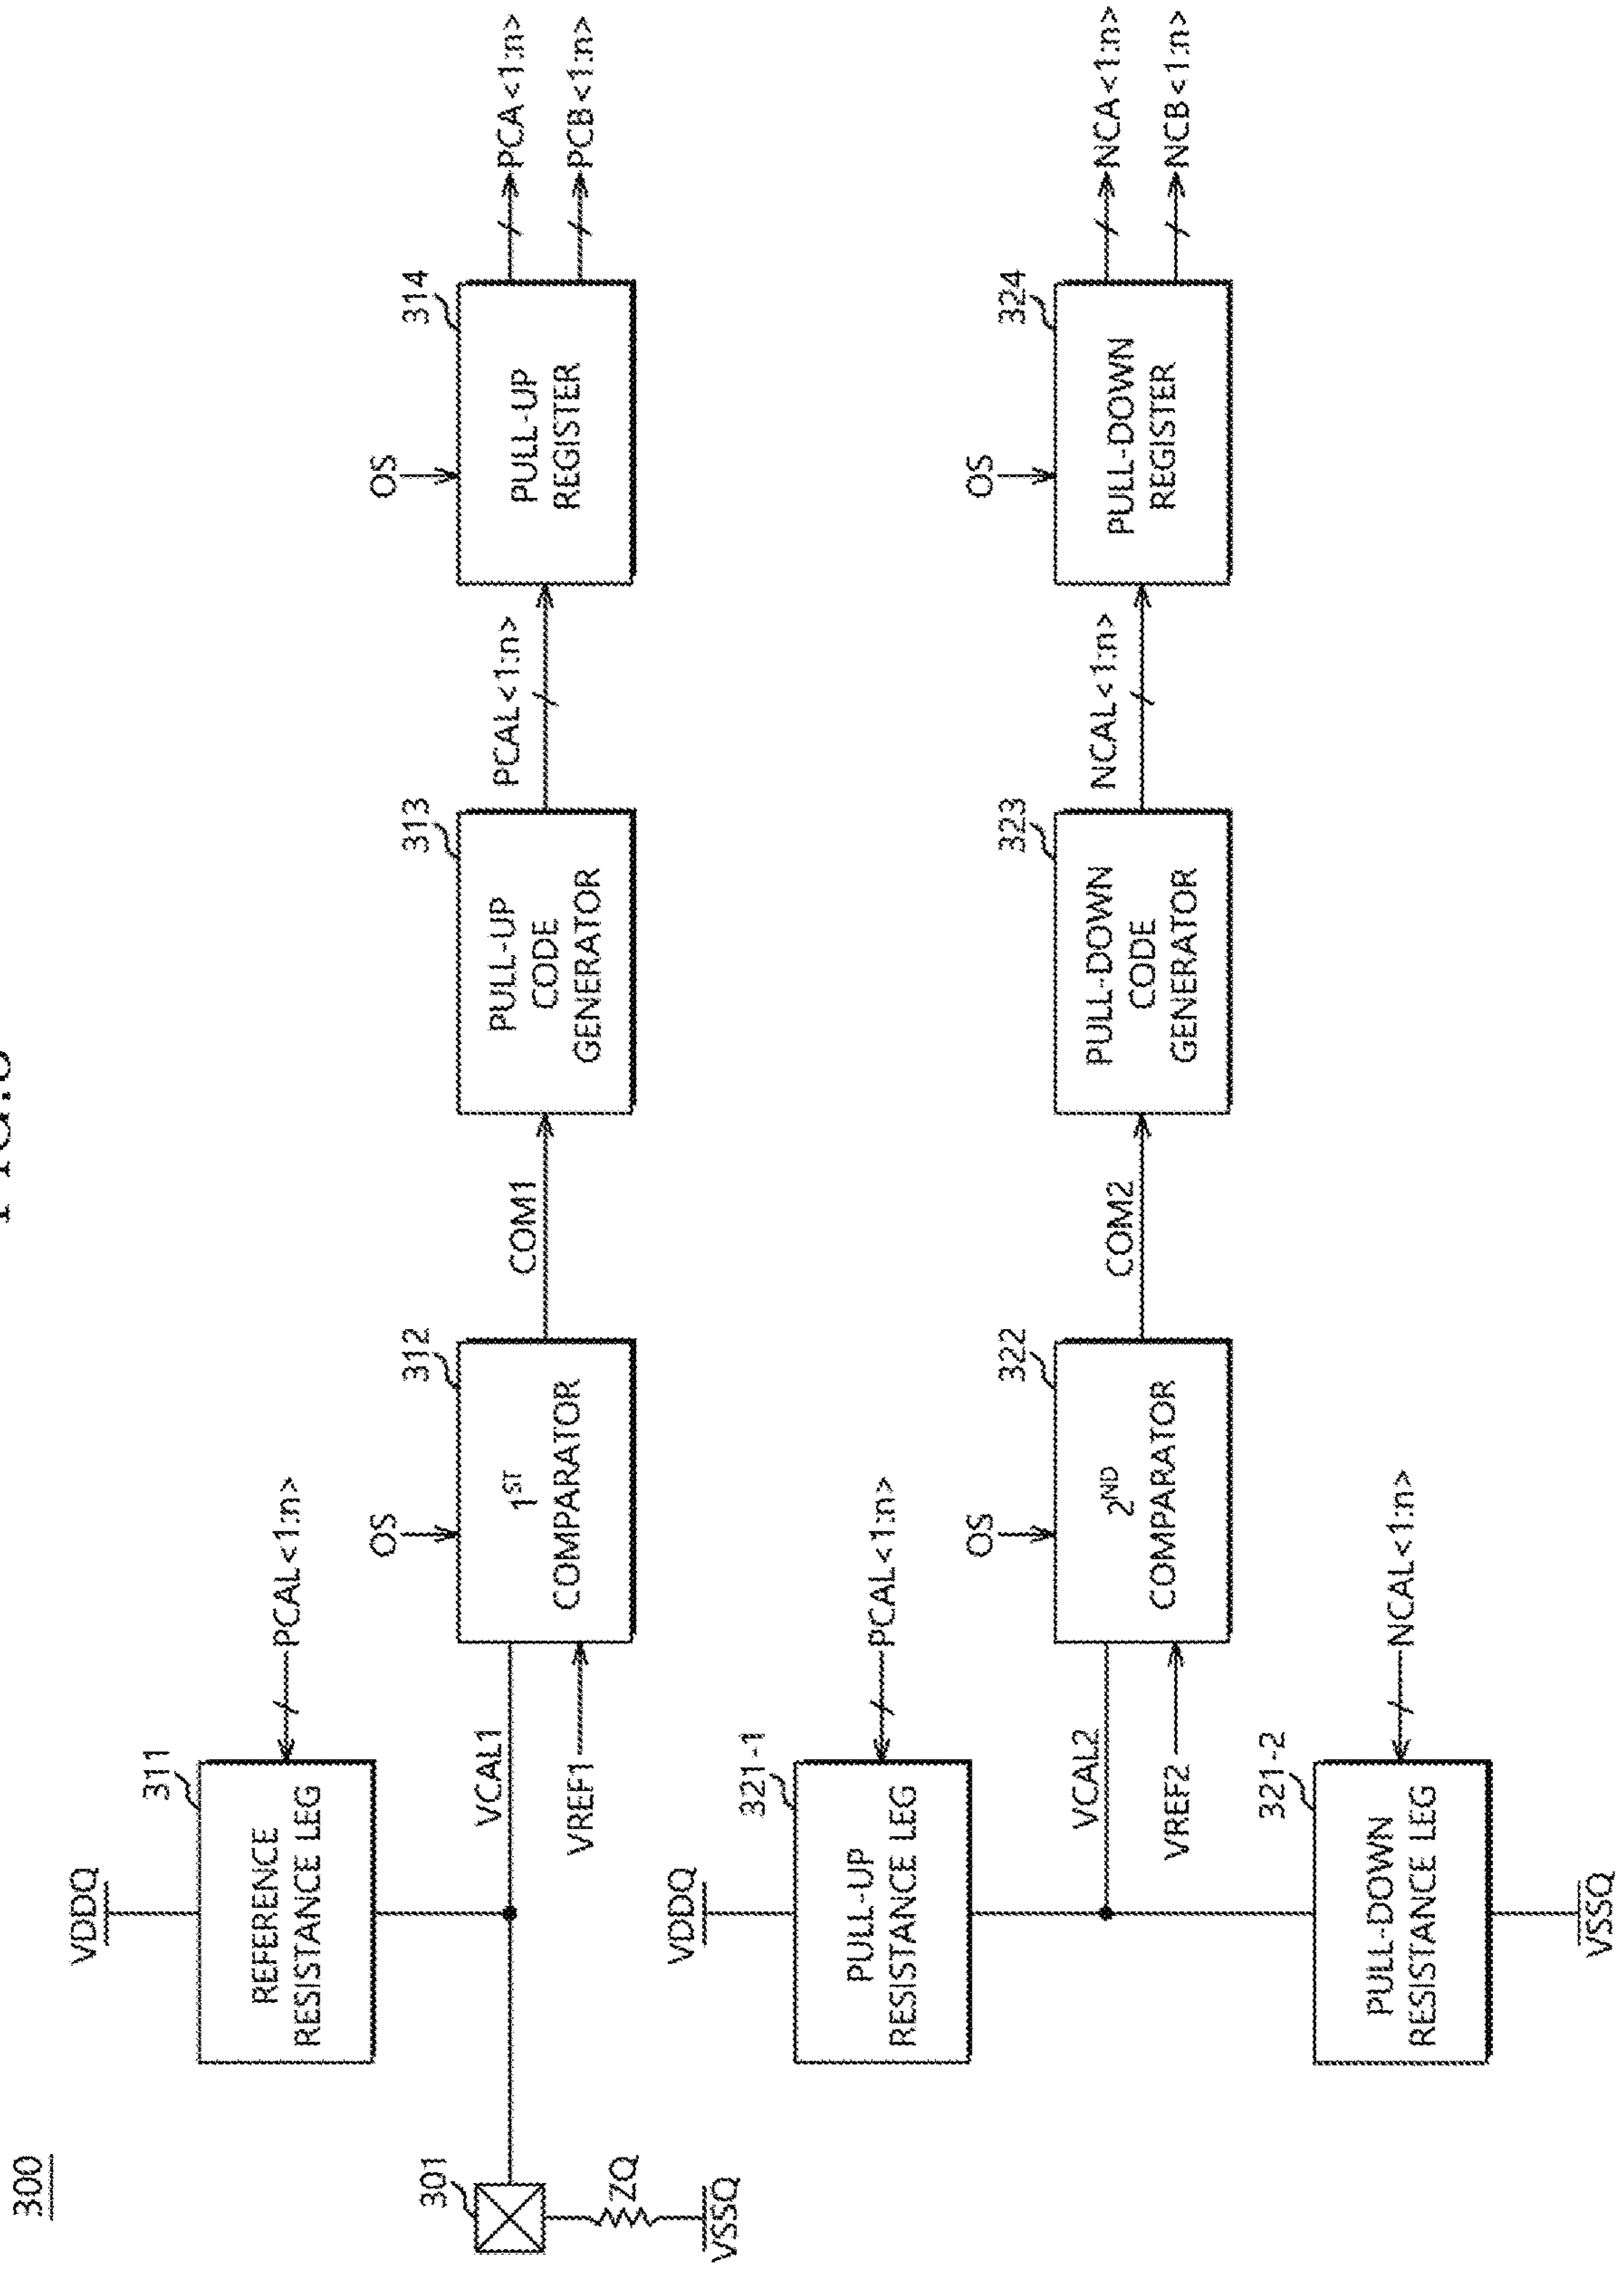 300
VDDQ
311
REFERENCE
RESISTANCE LEG
PCAL<1:n>
301
ZQ
VSSQ
VCAL1
VREF1
OS
312
1ST
COMPARATOR
COM1
313
PULL-UP
CODE
GENERATOR
PCAL<1:n>
OS
314
PULL-UP
REGISTER
PCA<1:n>
PCB<1:n>
VDDQ
321-1
PULL-UP
RESISTANCE LEG
PCAL<1:n>
VCAL2
VREF2
OS
322
2ND
COMPARATOR
COM2
323
PULL-DOWN
CODE
GENERATOR
NCAL<1:n>
OS
324
PULL-DOWN
REGISTER
NCA<1:n>
NCB<1:n>
321-2
PULL-DOWN
RESISTANCE LEG
NCAL<1:n>
VSSQ